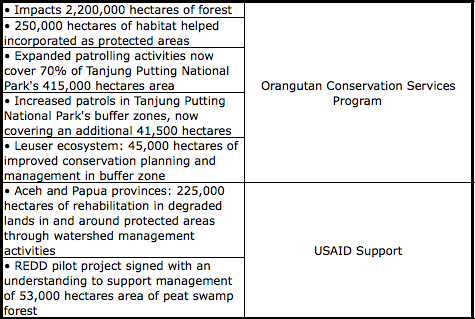 • Impacts 2,200,000 hectares of forest
• 250,000 hectares of habitat helped
incorporated as protected areas
• Expanded patrolling activities now
cover 70% of Tanjung Putting National
Park's 415,000 hectares area
• Increased patrols in Tanjung Putting
National Park's buffer zones, now
covering an additional 41,500 hectares
• Leuser ecosystem: 45,000 hectares of
improved conservation planning and
management in buffer zone
Orangutan Conservation Services
Program
• Aceh and Papua provinces: 225,000
hectares of rehabilitation in degraded
lands in and around protected areas
through watershed management
activities
• REDD pilot project signed with an
understanding to support management
of 53,000 hectares area of peat swamp
forest
USAID Support